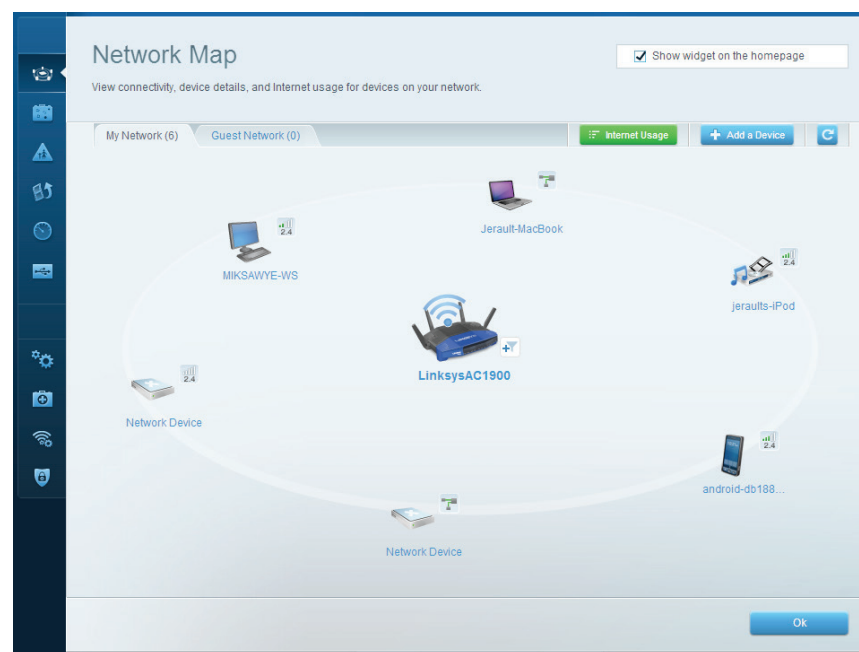 Network Map
Show widget on the homepage
View connectivity, device details, and Internet usage for devices on your network.
My Network (6)
Guest Network (0)
Internet Usage
Add a Device
Jerault-MacBook
2.4
MIKSAWYE-WS
2.4
jeraults-iPod
LinksysAC1900
2.4
Network Device
2.4
android-db188...
Network Device
Ok